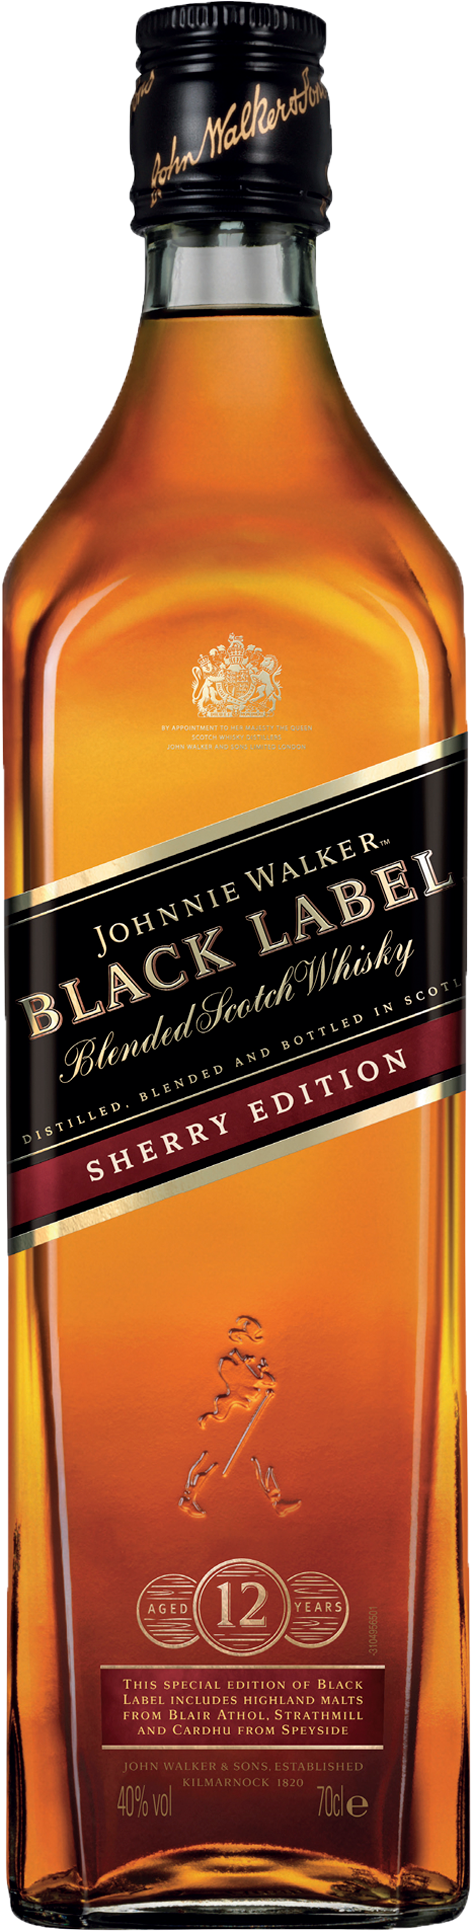 ons
John Walker & Sons
BY APPOINTMENT TO HER MAJESTY THE QUEEN
SCOTCH WHISKY DISTILLERS
JOHN WALKER AND SONS LIMITED LONDON
JOHNNIE WALKER™
BLACK LABEL
Blended Scotch Whisky
DISTILLED, BLENDED AND BOTTLED IN SCOTL
SHERRY EDITION
AGED 12 YEARS
THIS SPECIAL EDITION OF BLACK
LABEL INCLUDES HIGHLAND MALTS
FROM BLAIR ATHOL, STRATHMILL
AND CARDHU FROM SPEYSIDE
JOHN WALKER & SONS. ESTABLISHED
KILMARNOCK 1820
40% vol 70cl e